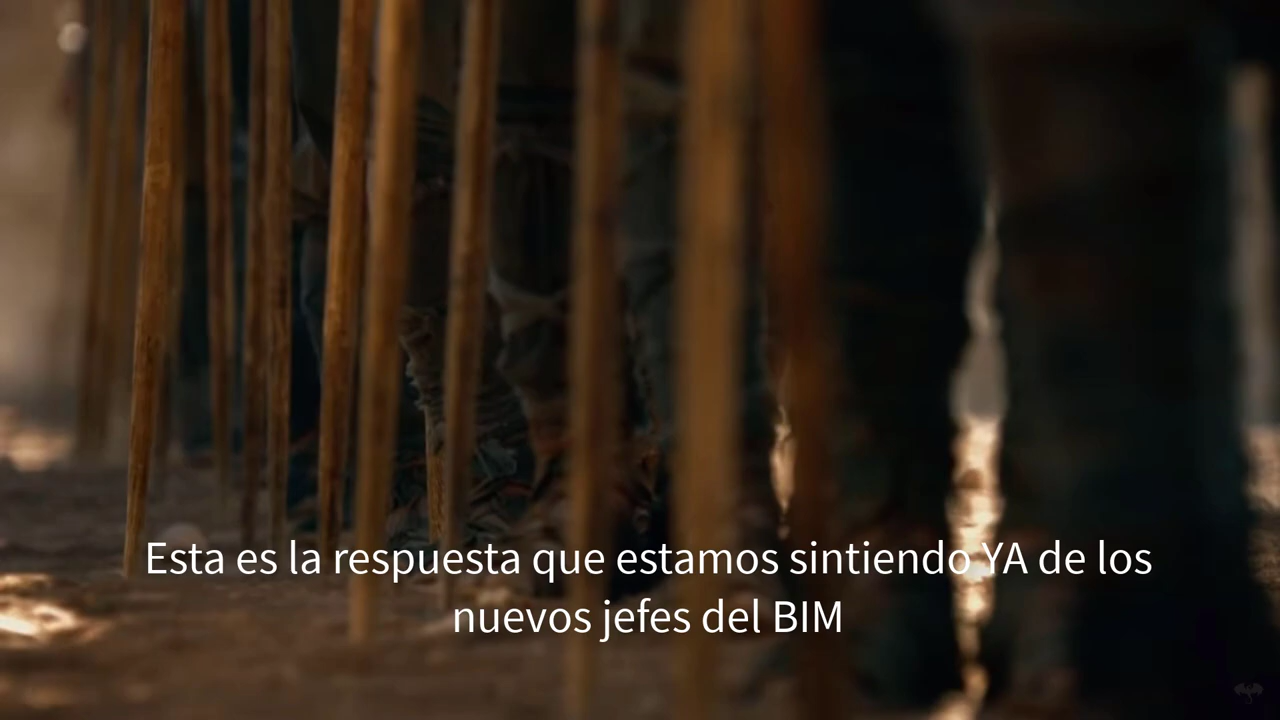 Esta es la respuesta que estamos sintiendo YA de los
nuevos jefes del BIM